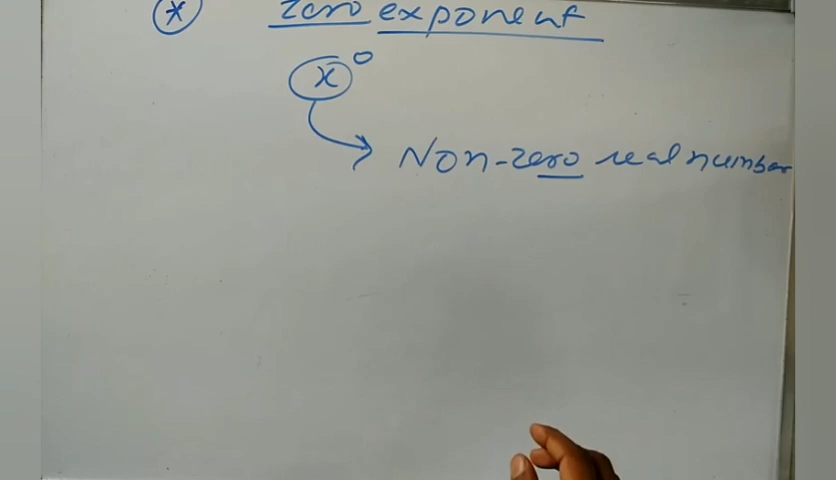 * zero exponent
x⁰
Non-zero real number